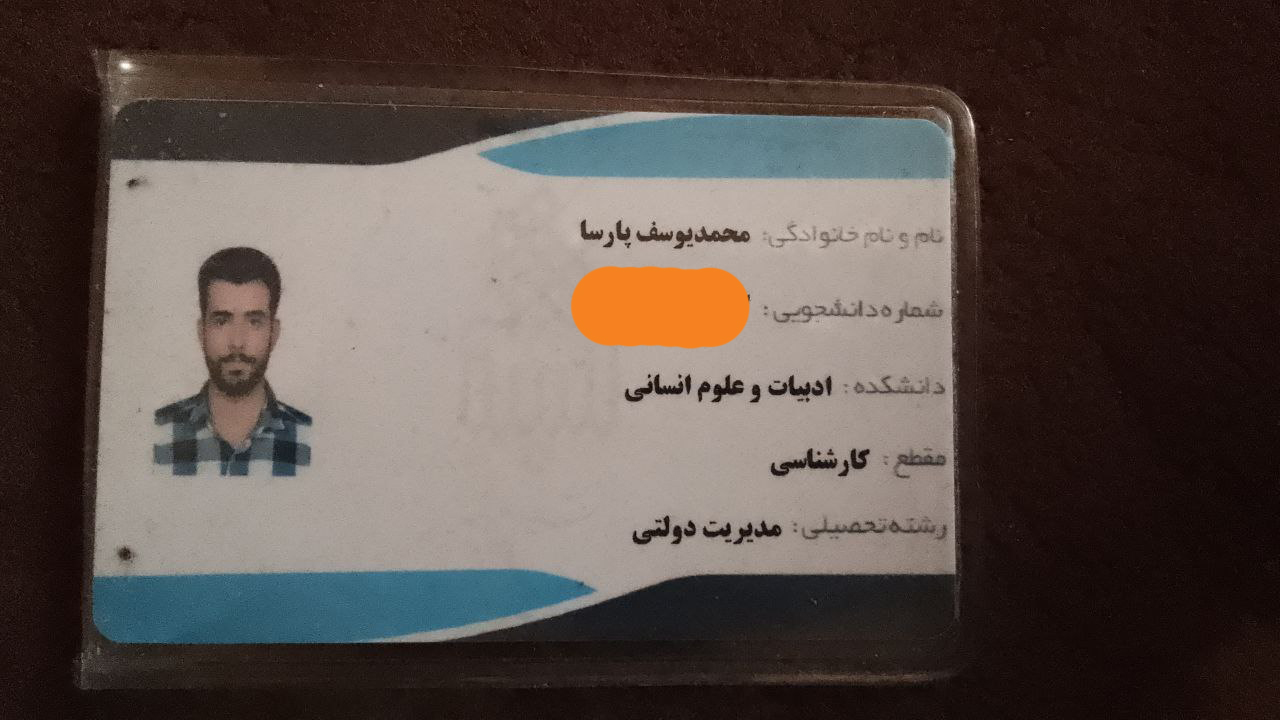 نام و نام خانوادگی: محمدیوسف پارسا
شماره دانشجویی:
دانشکده: ادبیات و علوم انسانی
مقطع: کارشناسی
رشته تحصیلی: مدیریت دولتی